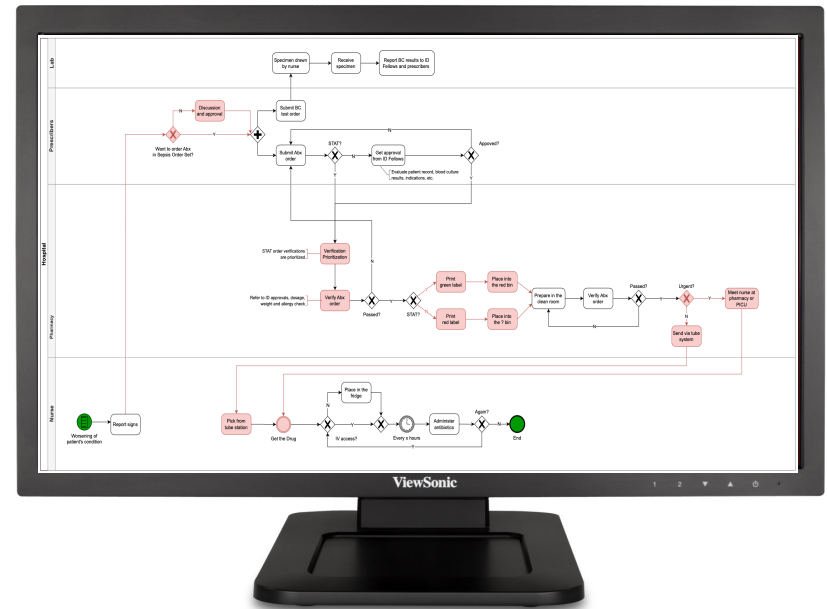 Hospital
Lab
Specimen drawn
by nurse
Receive
specimen
Report BC results to ID
Follows and prescribers
Prescribers
N
Discussion
and approval
Y
Want to order Abx
in Sepsis Order Set?
Submit BC
test order
Submit Abx
order
STAT?
N
Y
Get approval
from ID Follows
Evaluate patient record, blood culture
results, indications, etc.
N
Appoved?
Y
Pharmacy
STAT order verifications
are prioritized.
Verification
Prioritization
Refer to ID approvals, dosage,
weight and allergy check.
Verify Abx
order
N
Passed?
Y
STAT?
Print
green label
Place into
the red bin
Print
red label
Place into
the ? bin
Prepare in the
clean room
Verify Abx
order
Passed?
N
Y
Urgent?
Y
N
Meet nurse at
pharmacy or
PICU
Send via tube
system
Nurse
Worsening of
patient's condition
Report signs
Pick from
tube station
Get the Drug
N
Place in the
fridge
IV access?
Y
Every x hours
Administer
antibiotics
Again?
Y
N
End
ViewSonic
1 2